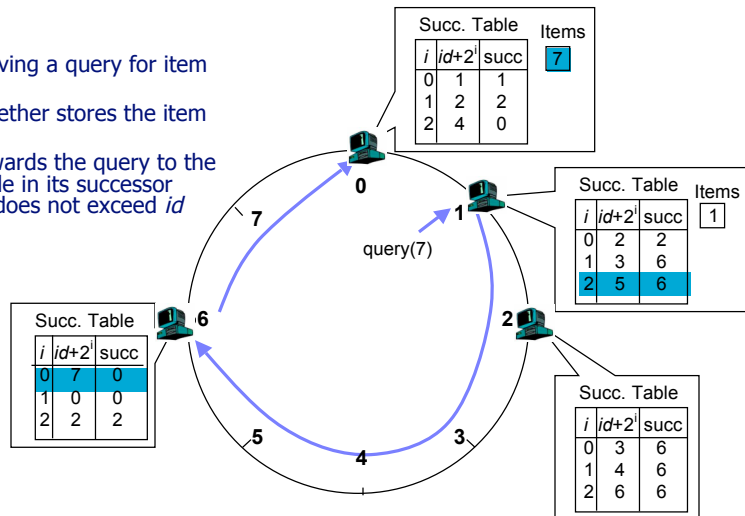 ving a query for item
ether stores the item
wards the query to the
le in its successor
does not exceed id
Succ. Table
Items
i id+2^i succ
7
0 1 1
1 2 2
2 4 0
0
Succ. Table
Items
i id+2^i succ
1
0 2 2
1 3 6
2 5 6
1
7
query(7)
Succ. Table
i id+2^i succ
0 7 0
1 0 0
2 2 2
6
2
Succ. Table
i id+2^i succ
0 3 6
1 4 6
2 6 6
5
3
4